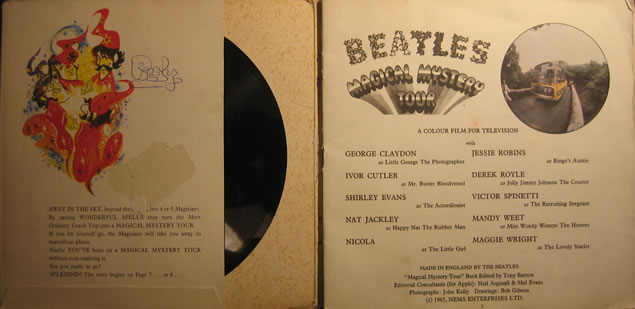 AWAY IN THE SKY, beyond the live 4 or 5 Magicians.
By casting WONDERFUL SPELLS they turn the Most
Ordinary Coach Trip into a MAGICAL MYSTERY TOUR.
If you let yourself go, the Magicians will take you away to
marvellous places.
Maybe YOU'VE been on a MAGICAL MYSTERY TOUR
without even realising it.
Are you ready to go?
SPLENDID! The story begins on Page 7 . . . or 8 . . .
BEATLES
MAGICAL MYSTERY
TOUR
A COLOUR FILM FOR TELEVISION
with
GEORGE CLAYDON
as Little George The Photographer
IVOR CUTLER
as Mr. Buster Bloodvessel
SHIRLEY EVANS
as The Accordionist
NAT JACKLEY
as Happy Nat The Rubber Man
NICOLA
as The Little Girl
JESSIE ROBINS
as Ringo's Auntie
DEREK ROYLE
as Jolly Jimmy Johnson The Courier
VICTOR SPINETTI
as The Recruiting Sergeant
MANDY WEET
as Miss Wendy Winters The Hostess
MAGGIE WRIGHT
as The Lovely Starlet
MADE IN ENGLAND BY THE BEATLES
"Magical Mystery Tour" Book Edited by Tony Barrow
Editorial Consultants (for Apple): Neil Aspinall & Mal Evans
Photographs: John Kelly Drawings: Bob Gibson
(c) 1967, NEMS ENTERPRISES LTD.